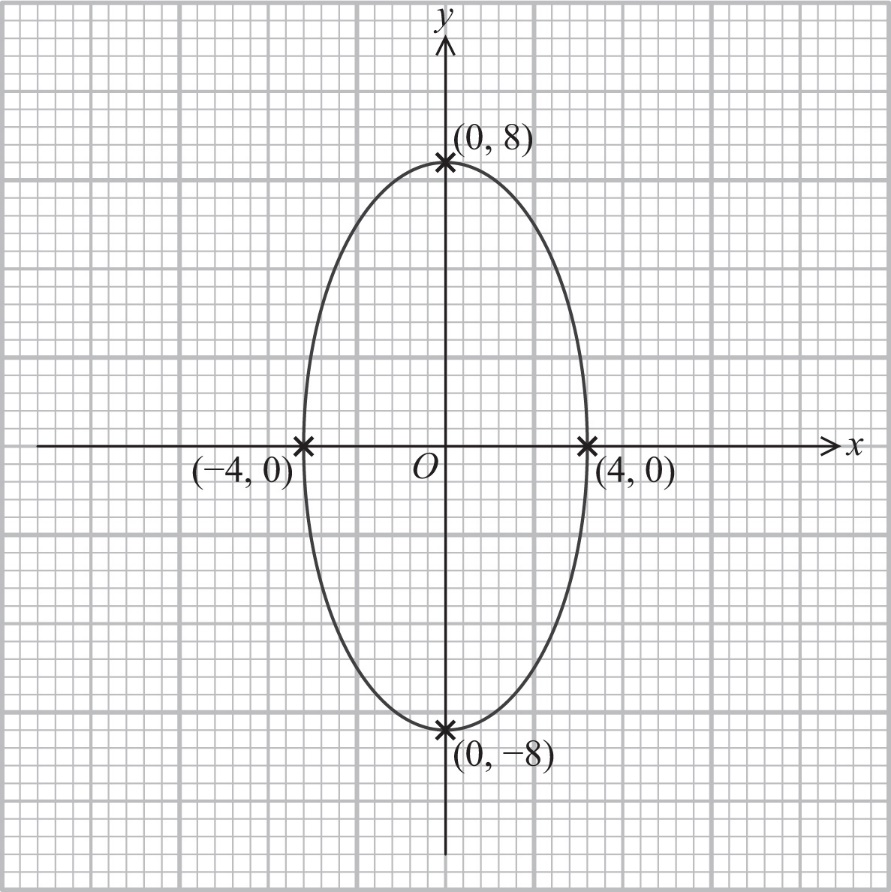 y
(0, 8)
(−4, 0)
O
(4, 0)
x
(0, −8)